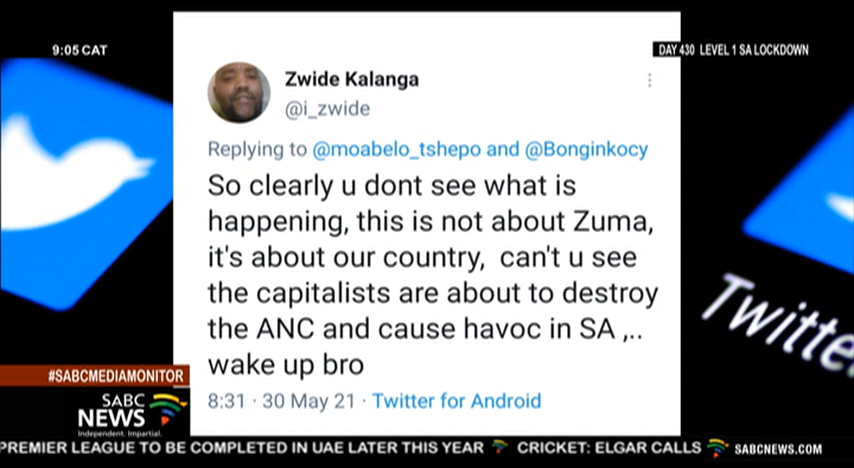 9:05 CAT
DAY 430 LEVEL 1 SA LOCKDOWN
Zwide Kalanga
@i_zwide
Replying to @moabelo_tshepo and @Bonginkocy
So clearly u dont see what is
happening, this is not about Zuma,
it's about our country, can't u see
the capitalists are about to destroy
the ANC and cause havoc in SA ,..
wake up bro
8:31 · 30 May 21 · Twitter for Android
Twitte
#SABCMEDIAMONITOR
SABC
NEWS
Independent. Impartial.
PREMIER LEAGUE TO BE COMPLETED IN UAE LATER THIS YEAR CRICKET: ELGAR CALLS SABCNEWS.COM